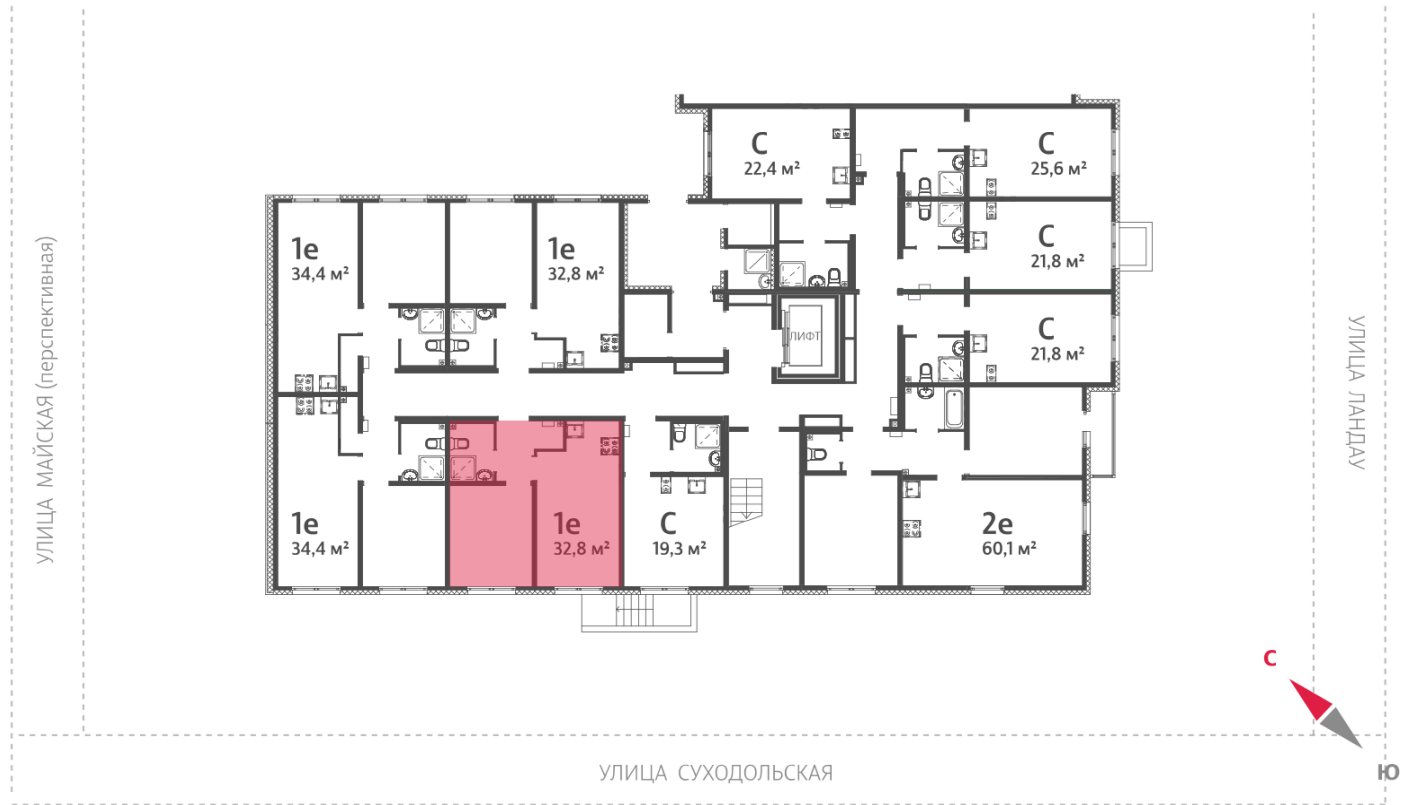 С
22,4 м²
С
25,6 м²
1е
34,4 м²
1е
32,8 м²
С
21,8 м²
ЛИФТ
С
21,8 м²
УЛИЦА МАЙСКАЯ (перспективная)
УЛИЦА ЛАНДАУ
1е
34,4 м²
1е
32,8 м²
С
19,3 м²
2е
60,1 м²
С
Ю
УЛИЦА СУХОДОЛЬСКАЯ